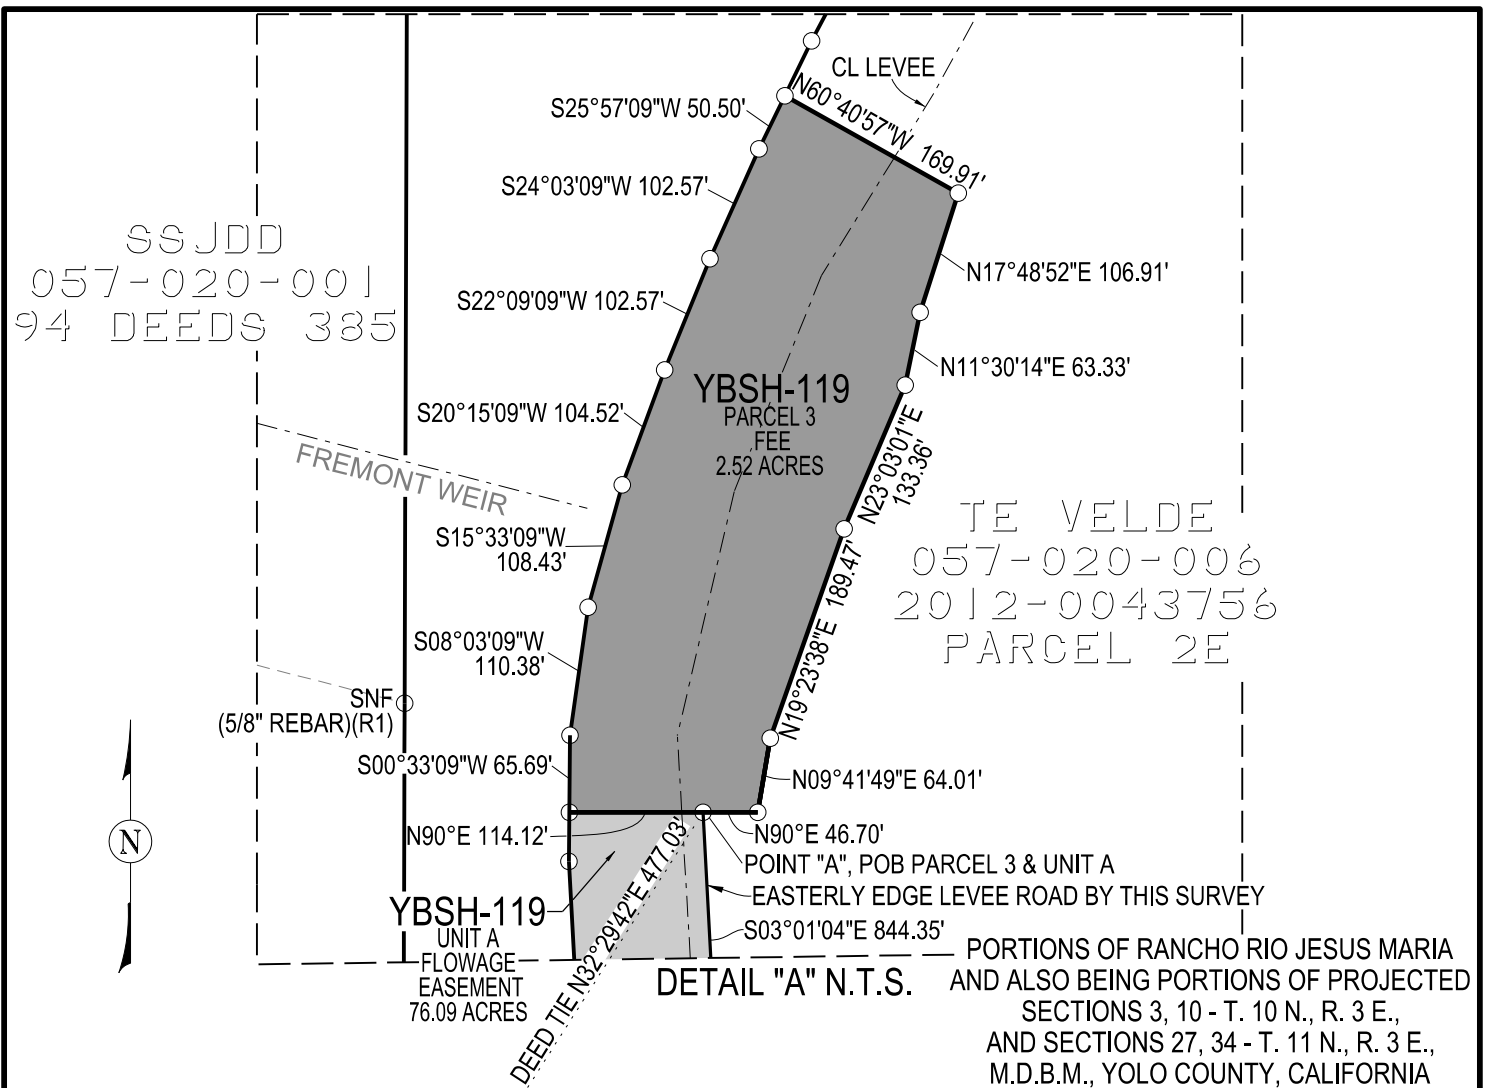 CL LEVEE
N60°40'57"W 169.91'
S25°57'09"W 50.50'
S24°03'09"W 102.57'
SSJDD
057-020-001
94 DEEDS 385
N17°48'52"E 106.91'
S22°09'09"W 102.57'
N11°30'14"E 63.33'
YBSH-119
PARCEL 3
FEE
2.52 ACRES
S20°15'09"W 104.52'
N23°03'01"E
133.36'
FREMONT WEIR
TE VELDE
057-020-006
2012-0043756
PARCEL 2E
S15°33'09"W
108.43'
N19°23'38"E 189.47'
S08°03'09"W
110.38'
SNF
(5/8" REBAR)(R1)
S00°33'09"W 65.69'
N09°41'49"E 64.01'
N
N90°E 114.12'
N90°E 46.70'
POINT "A", POB PARCEL 3 & UNIT A
EASTERLY EDGE LEVEE ROAD BY THIS SURVEY
YBSH-119
UNIT A
FLOWAGE
EASEMENT
76.09 ACRES
S03°01'04"E 844.35'
DEED TIE N32°29'42"E 477.03'
DETAIL "A" N.T.S.
PORTIONS OF RANCHO RIO JESUS MARIA
AND ALSO BEING PORTIONS OF PROJECTED
SECTIONS 3, 10 - T. 10 N., R. 3 E.,
AND SECTIONS 27, 34 - T. 11 N., R. 3 E.,
M.D.B.M., YOLO COUNTY, CALIFORNIA